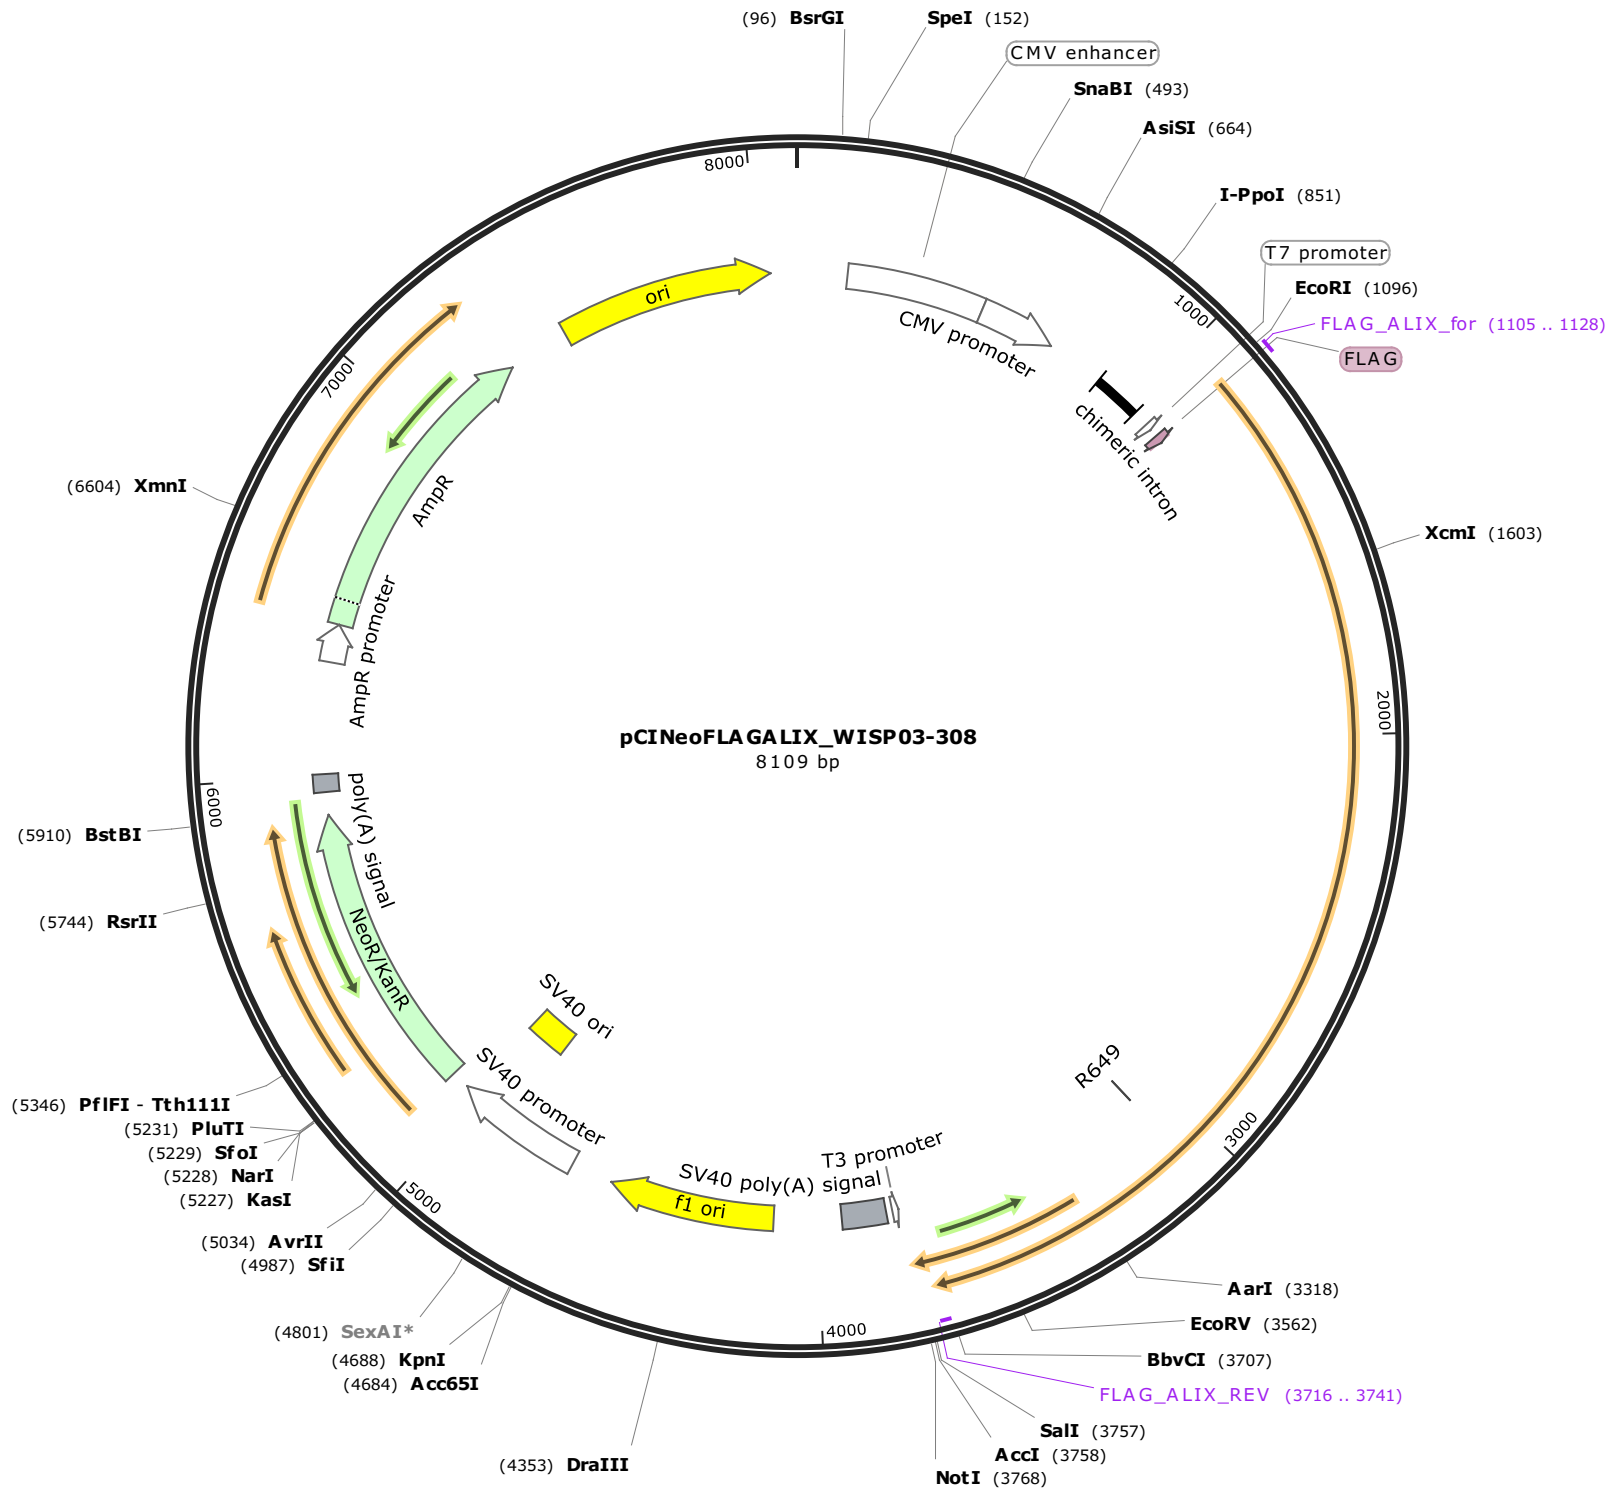 (96) BsrGI
SpeI (152)
CMV enhancer
SnaBI (493)
AsiSI (664)
I-PpoI (851)
T7 promoter
EcoRI (1096)
FLAG_ALIX_for (1105 .. 1128)
FLAG
XcmI (1603)
8000
1000
2000
3000
4000
5000
6000
7000
ori
CMV promoter
chimeric intron
AmpR
AmpR promoter
(6604) XmnI
pCINeoFLAGALIX_WISP03-308
8109 bp
poly(A) signal
NeoR/KanR
(5910) BstBI
(5744) RsrII
SV40 ori
SV40 promoter
R649
T3 promoter
SV40 poly(A) signal
f1 ori
(5346) PflFI - Tth111I
(5231) PluTI
(5229) SfoI
(5228) NarI
(5227) KasI
(5034) AvrII
(4987) SfiI
(4801) SexAI*
(4688) KpnI
(4684) Acc65I
(4353) DraIII
AarI (3318)
EcoRV (3562)
BbvCI (3707)
FLAG_ALIX_REV (3716 .. 3741)
SalI (3757)
AccI (3758)
NotI (3768)